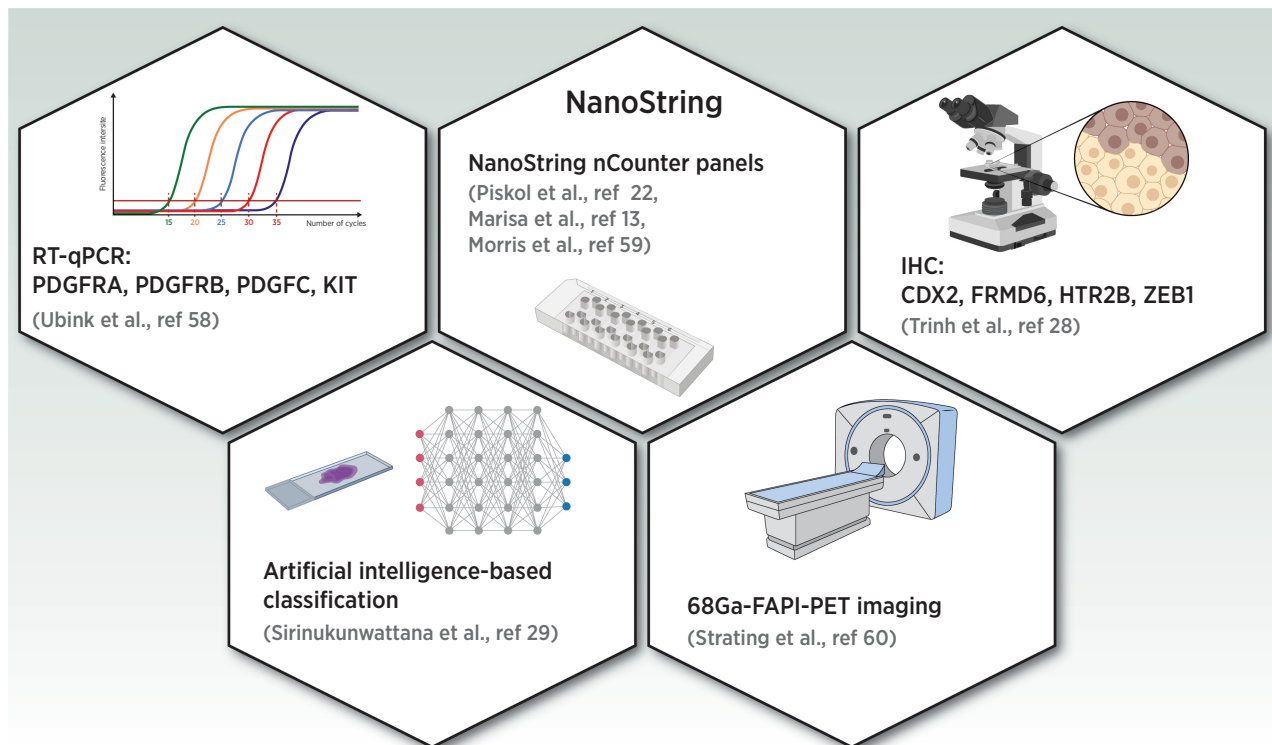 Fluorescence intersite
15 20 25 30 35
Number of cycles
RT-qPCR:
PDGFRA, PDGFRB, PDGFC, KIT
(Ubink et al., ref 58)
NanoString
NanoString nCounter panels
(Piskol et al., ref 22,
Marisa et al., ref 13,
Morris et al., ref 59)
IHC:
CDX2, FRMD6, HTR2B, ZEB1
(Trinh et al., ref 28)
Artificial intelligence-based
classification
(Sirinukunwattana et al., ref 29)
68Ga-FAPI-PET imaging
(Strating et al., ref 60)